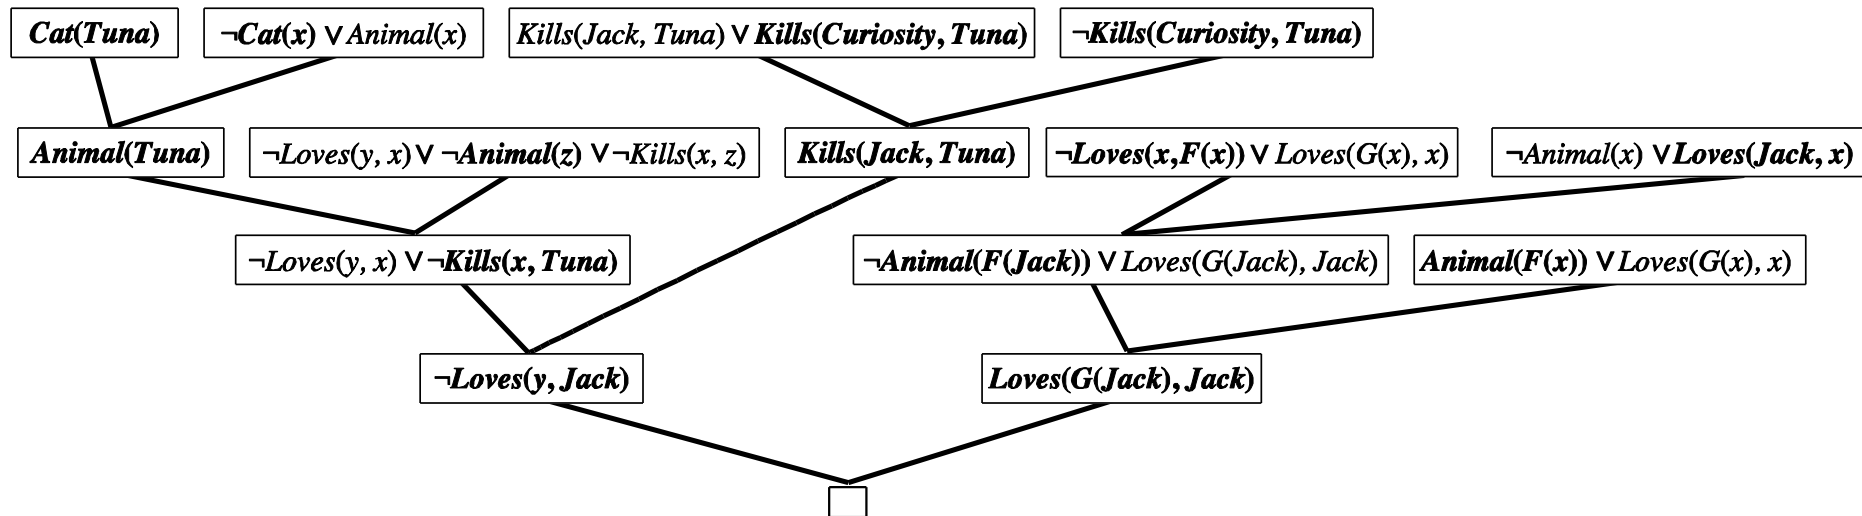 Cat(Tuna) ¬Cat(x) ∨ Animal(x) Kills(Jack, Tuna) ∨ Kills(Curiosity, Tuna) ¬Kills(Curiosity, Tuna)
Animal(Tuna) ¬Loves(y, x) ∨ ¬Animal(z) ∨ ¬Kills(x, z) Kills(Jack, Tuna) ¬Loves(x,F(x)) ∨ Loves(G(x), x) ¬Animal(x) ∨ Loves(Jack, x)
¬Loves(y, x) ∨ ¬Kills(x, Tuna) ¬Animal(F(Jack)) ∨ Loves(G(Jack), Jack) Animal(F(x)) ∨ Loves(G(x), x)
¬Loves(y, Jack) Loves(G(Jack), Jack)